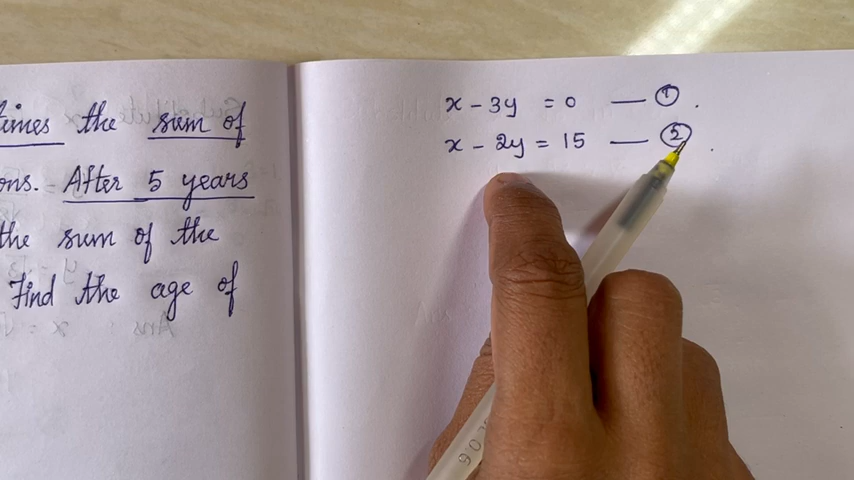 times the sum of
ons. After 5 years
the sum of the
Find the age of
x - 3y = 0 — ①.
x - 2y = 15 — ②